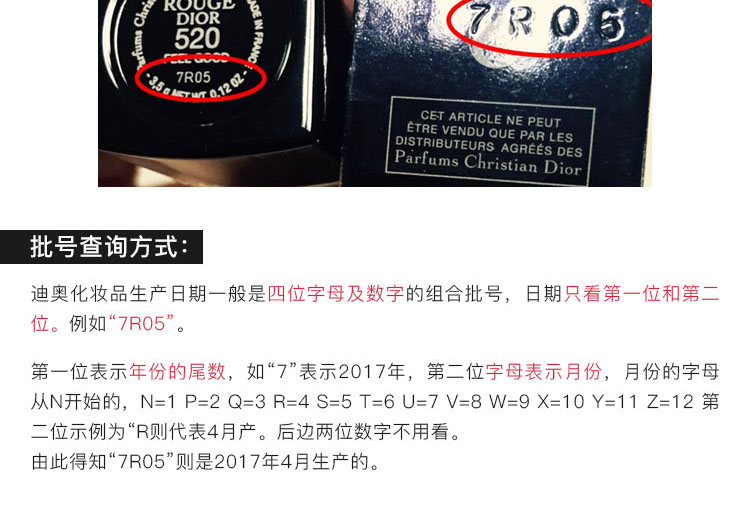 ROUGE
DIOR
520
FEEL GOOD
7R05
-3,5 g NET WT 0.12 OZ-
Parfums Christian
MADE IN FRANCE
7R05
CET ARTICLE NE PEUT
ÊTRE VENDU QUE PAR LES
DISTRIBUTEURS AGRÉÉS DES
Parfums Christian Dior
批号查询方式：
迪奥化妆品生产日期一般是四位字母及数字的组合批号，日期只看第一位和第二
位。例如“7R05”。
第一位表示年份的尾数，如“7”表示2017年，第二位字母表示月份，月份的字母
从N开始的，N=1 P=2 Q=3 R=4 S=5 T=6 U=7 V=8 W=9 X=10 Y=11 Z=12 第
二位示例为“R则代表4月产。后边两位数字不用看。
由此得知“7R05”则是2017年4月生产的。